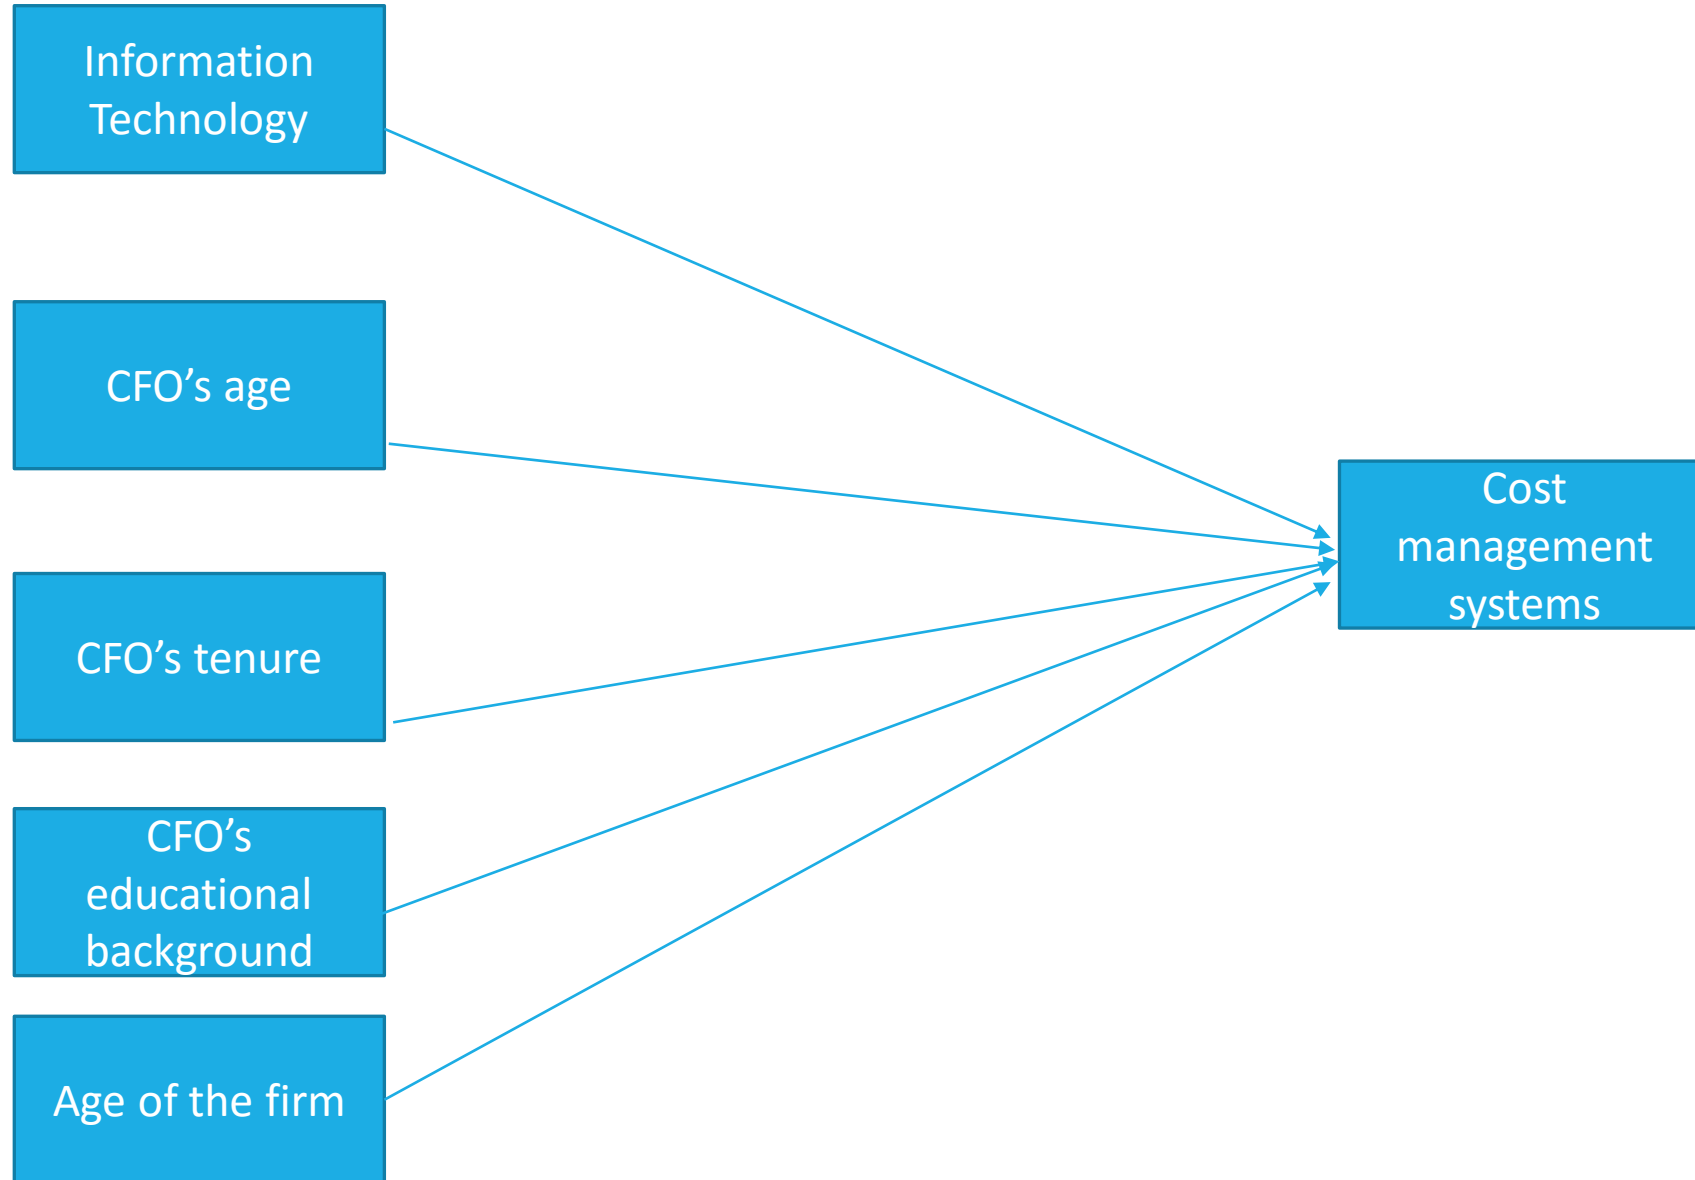 Information
Technology
CFO’s age
CFO’s tenure
CFO’s
educational
background
Age of the firm
Cost
management
systems